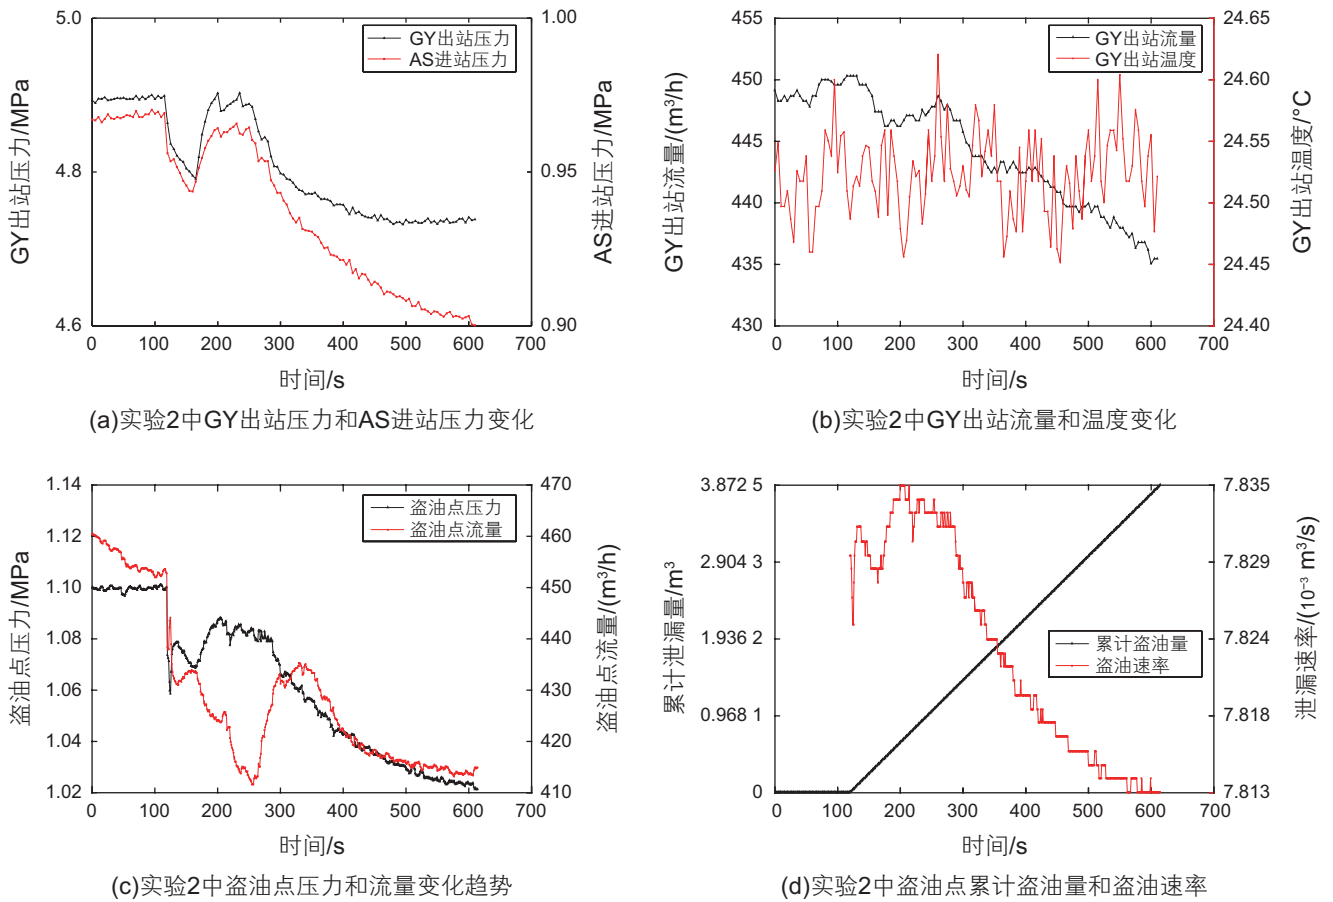 5.0
4.8
4.6
GY出站压力/MPa
1.00
0.95
0.90
AS进站压力/MPa
GY出站压力
AS进站压力
0 100 200 300 400 500 600 700
时间/s
(a)实验2中GY出站压力和AS进站压力变化
455
450
445
440
435
430
GY出站流量/(m³/h)
24.65
24.60
24.55
24.50
24.45
24.40
GY出站温度/°C
GY出站流量
GY出站温度
0 100 200 300 400 500 600 700
时间/s
(b)实验2中GY出站流量和温度变化
1.14
1.12
1.10
1.08
1.06
1.04
1.02
盗油点压力/MPa
470
460
450
440
430
420
410
盗油点流量/(m³/h)
盗油点压力
盗油点流量
0 100 200 300 400 500 600 700
时间/s
(c)实验2中盗油点压力和流量变化趋势
3.872 5
2.904 3
1.936 2
0.968 1
0
累计泄漏量/m³
7.835
7.829
7.824
7.818
7.813
泄漏速率/(10⁻³ m³/s)
累计盗油量
盗油速率
0 100 200 300 400 500 600 700
时间/s
(d)实验2中盗油点累计盗油量和盗油速率